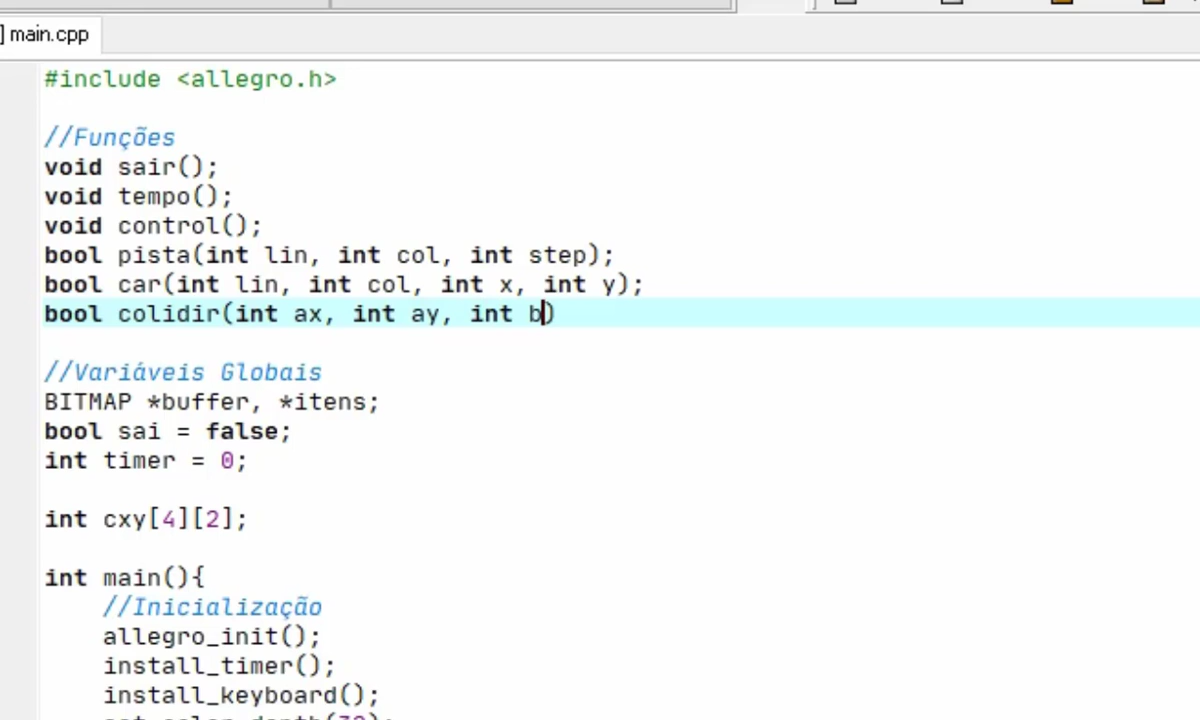 main.cpp
#include <allegro.h>
//Funções
void sair();
void tempo();
void control();
bool pista(int lin, int col, int step);
bool car(int lin, int col, int x, int y);
bool colidir(int ax, int ay, int b)
//Variáveis Globais
BITMAP *buffer, *itens;
bool sai = false;
int timer = 0;
int cxy[4][2];
int main(){
//Inicialização
allegro_init();
install_timer();
install_keyboard();